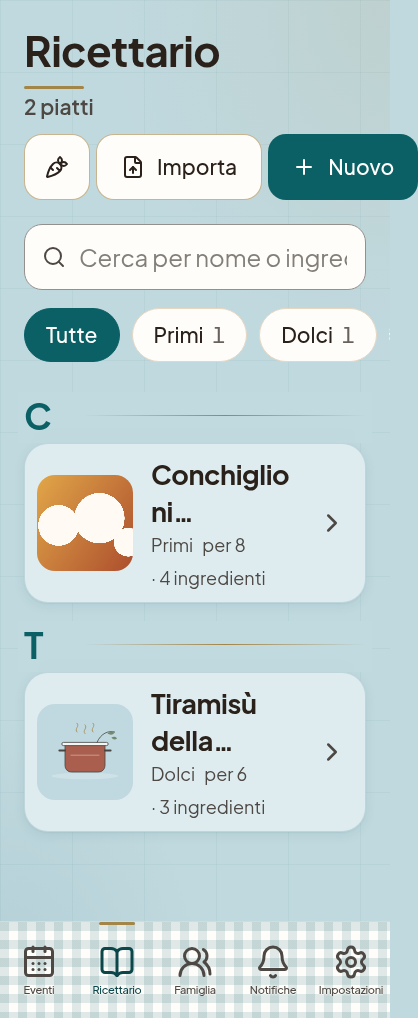 Ricettario
2 piatti
Importa
Nuovo
Cerca per nome o ingre
Tutte
Primi 1
Dolci 1
C
Conchiglio
ni…
Primi per 8
· 4 ingredienti
T
Tiramisù
della…
Dolci per 6
· 3 ingredienti
Eventi
Ricettario
Famiglia
Notifiche
Impostazioni